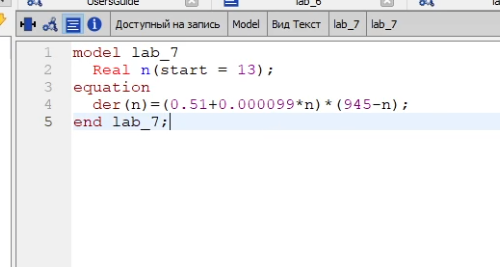 UsersGuide lab_6
Доступный на запись Model Вид Текст lab_7 lab_7
1 model lab_7
2 Real n(start = 13);
3 equation
4 der(n)=(0.51+0.000099*n)*(945-n);
5 end lab_7;